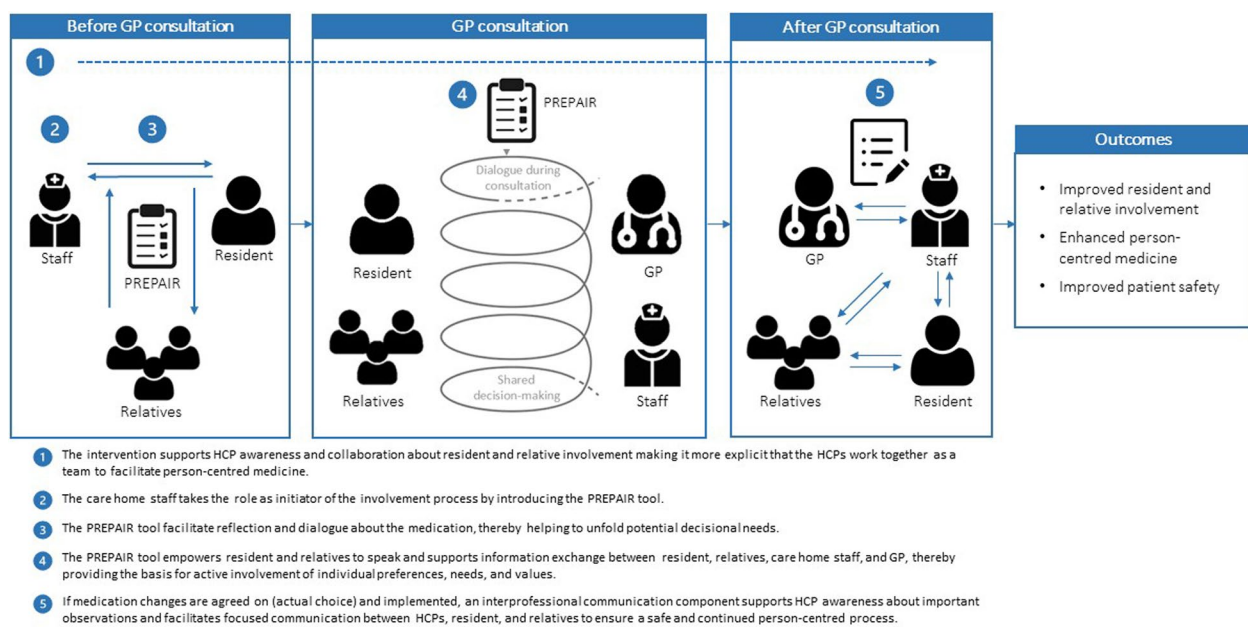 Before GP consultation
GP consultation
After GP consultation
1
2
3
Staff
PREPAIR
Resident
Relatives
4
PREPAIR
Dialogue during
consultation
Resident
GP
Relatives
Shared
decision-making
Staff
5
GP
Staff
Relatives
Resident
Outcomes
• Improved resident and
relative involvement
• Enhanced person-
centred medicine
• Improved patient safety
1 The intervention supports HCP awareness and collaboration about resident and relative involvement making it more explicit that the HCPs work together as a
team to facilitate person-centred medicine.
2 The care home staff takes the role as initiator of the involvement process by introducing the PREPAIR tool.
3 The PREPAIR tool facilitate reflection and dialogue about the medication, thereby helping to unfold potential decisional needs.
4 The PREPAIR tool empowers resident and relatives to speak and supports information exchange between resident, relatives, care home staff, and GP, thereby
providing the basis for active involvement of individual preferences, needs, and values.
5 If medication changes are agreed on (actual choice) and implemented, an interprofessional communication component supports HCP awareness about important
observations and facilitates focused communication between HCPs, resident, and relatives to ensure a safe and continued person-centred process.